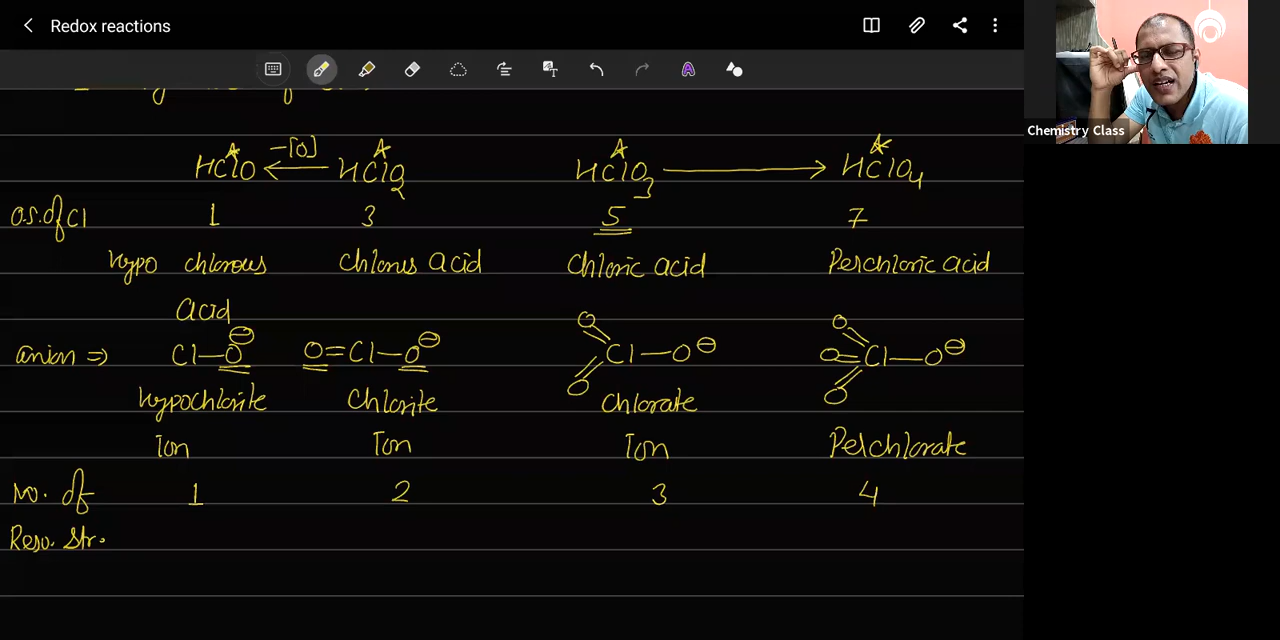 Redox reactions
Chemistry Class
HClO ←-[O] HClO2 HClO3 → HClO4
O.S. of Cl 1 3 5 7
hypo chlorous Chlorus acid Chloric acid Perchloric acid
acid
anion ⇒ Cl—O⊖ O=Cl—O⊖ O=Cl(=O)—O⊖ O=Cl(=O)(=O)—O⊖
hypochlorite Chlorite Chlorate
Ion Ion Ion Perchlorate
No. of 1 2 3 4
Reso. Str.